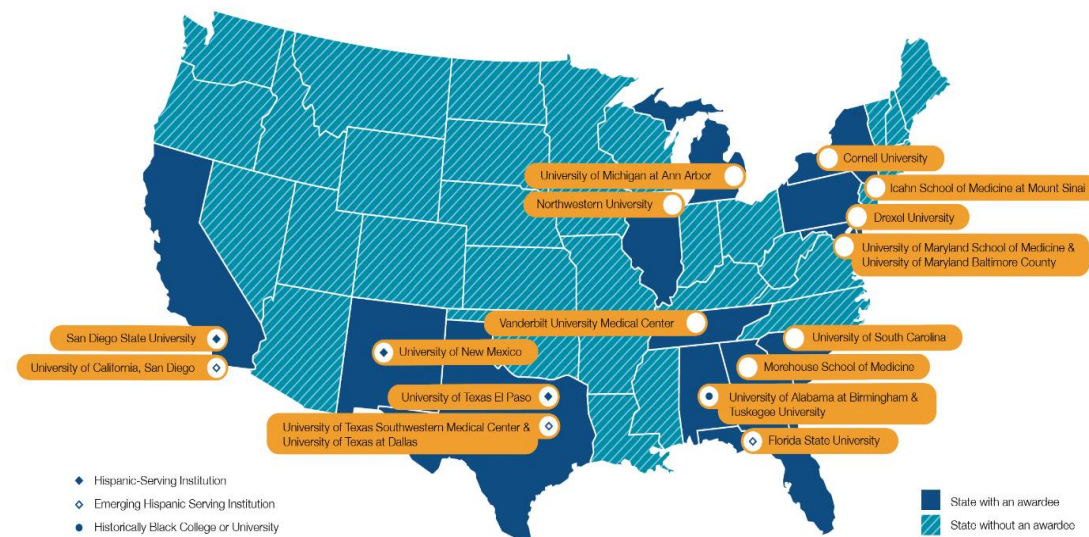 Cornell University
University of Michigan at Ann Arbor
Icahn School of Medicine at Mount Sinai
Northwestern University
Drexel University
University of Maryland School of Medicine &
University of Maryland Baltimore County
Vanderbilt University Medical Center
San Diego State University
University of South Carolina
University of New Mexico
University of California, San Diego
Morehouse School of Medicine
University of Texas El Paso
University of Alabama at Birmingham &
Tuskegee University
University of Texas Southwestern Medical Center &
University of Texas at Dallas
Florida State University
Hispanic-Serving Institution
Emerging Hispanic Serving Institution
Historically Black College or University
State with an awardee
State without an awardee